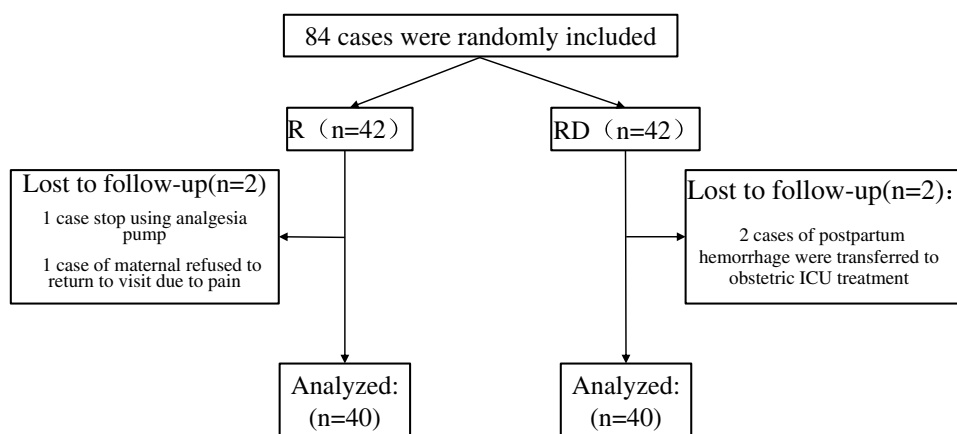 84 cases were randomly included
R（n=42）
RD（n=42）
Lost to follow-up(n=2)
1 case stop using analgesia
pump
1 case of maternal refused to
return to visit due to pain
Lost to follow-up(n=2)：
2 cases of postpartum
hemorrhage were transferred to
obstetric ICU treatment
Analyzed:
(n=40)
Analyzed:
(n=40)